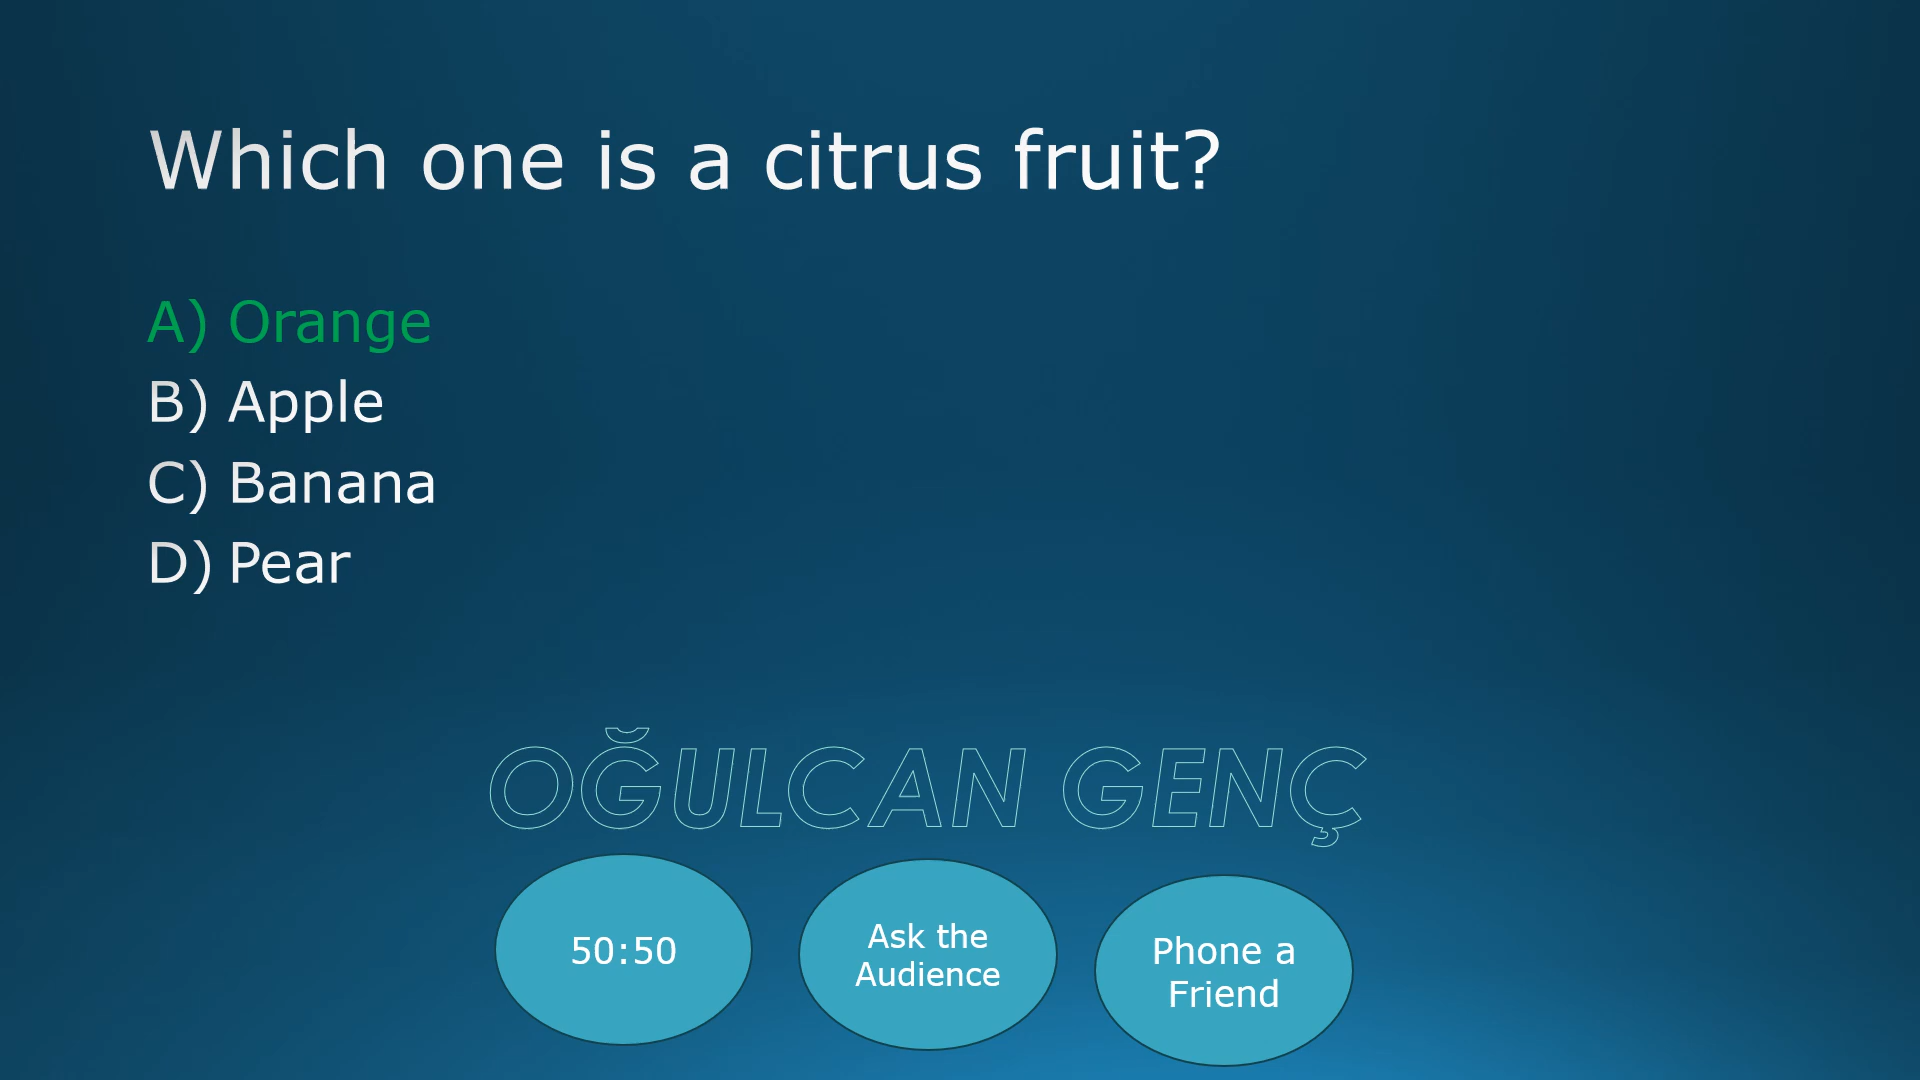 Which one is a citrus fruit?
A) Orange
B) Apple
C) Banana
D) Pear
OĞULCAN GENÇ
50:50
Ask the
Audience
Phone a
Friend